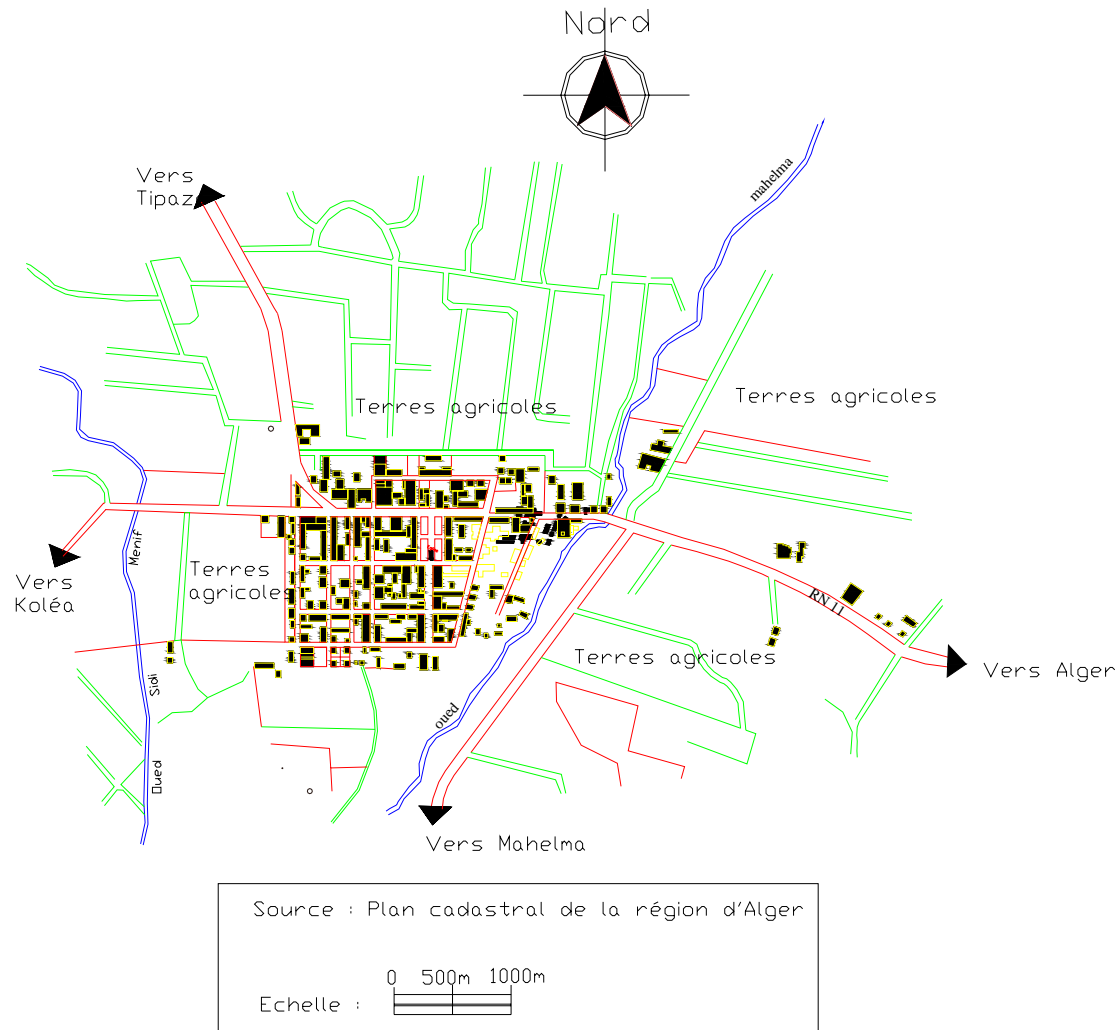 Nord
mahelma
Vers
Tipaz
Terres agricoles
Terres agricoles
Merlif
Vers
Koléa
Terres
agricoles
RN 11
Terres agricoles
Vers Alger
Sidi
oued
Oued
Vers Mahelma
Source : Plan cadastral de la région d'Alger
0 500m 1000m
Echelle :